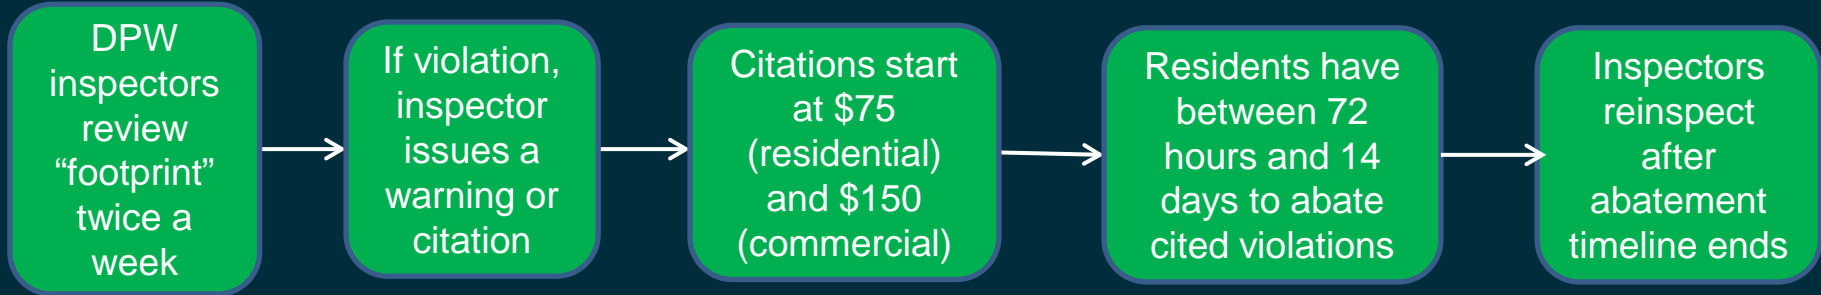 DPW
inspectors
review
“footprint”
twice a
week
If violation,
inspector
issues a
warning or
citation
Citations start
at $75
(residential)
and $150
(commercial)
Residents have
between 72
hours and 14
days to abate
cited violations
Inspectors
reinspect
after
abatement
timeline ends